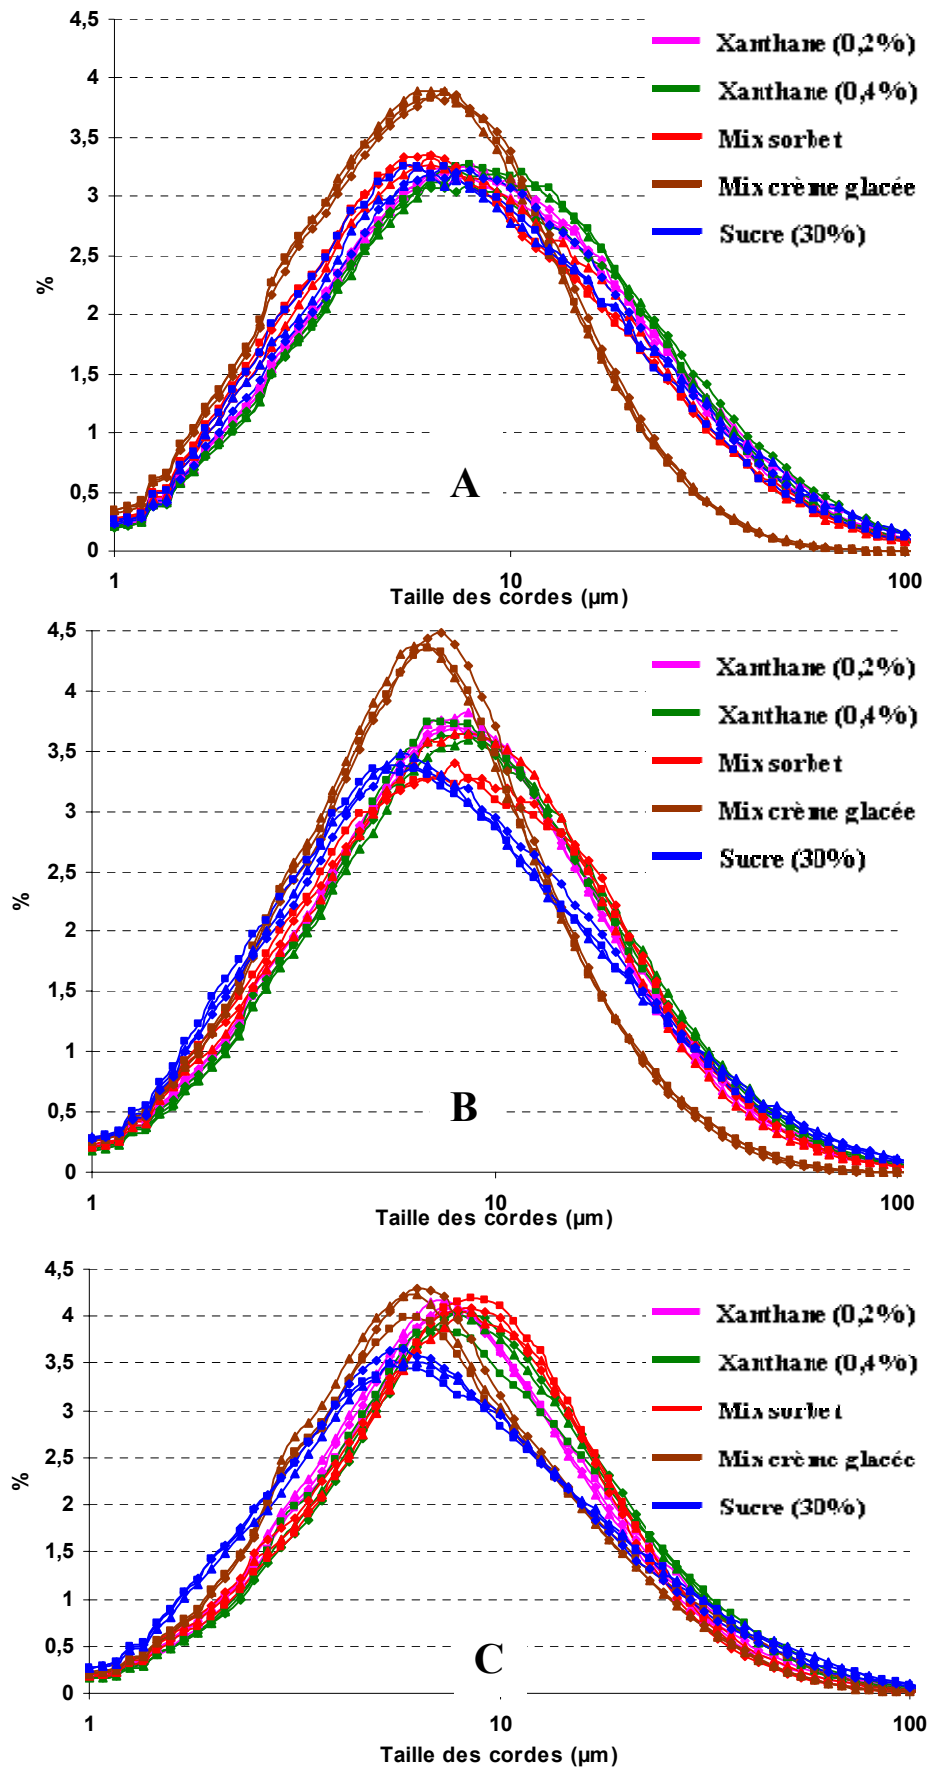 4,5
4
3,5
3
2,5
2
1,5
1
0,5
0
%
Xanthane (0,2%)
Xanthane (0,4%)
Mix sorbet
Mix crème glacée
Sucre (30%)
A
1
10
100
Taille des cordes (µm)
4,5
4
3,5
3
2,5
2
1,5
1
0,5
0
%
Xanthane (0,2%)
Xanthane (0,4%)
Mix sorbet
Mix crème glacée
Sucre (30%)
B
1
10
100
Taille des cordes (µm)
4,5
4
3,5
3
2,5
2
1,5
1
0,5
0
%
Xanthane (0,2%)
Xanthane (0,4%)
Mix sorbet
Mix crème glacée
Sucre (30%)
C
1
10
100
Taille des cordes (µm)